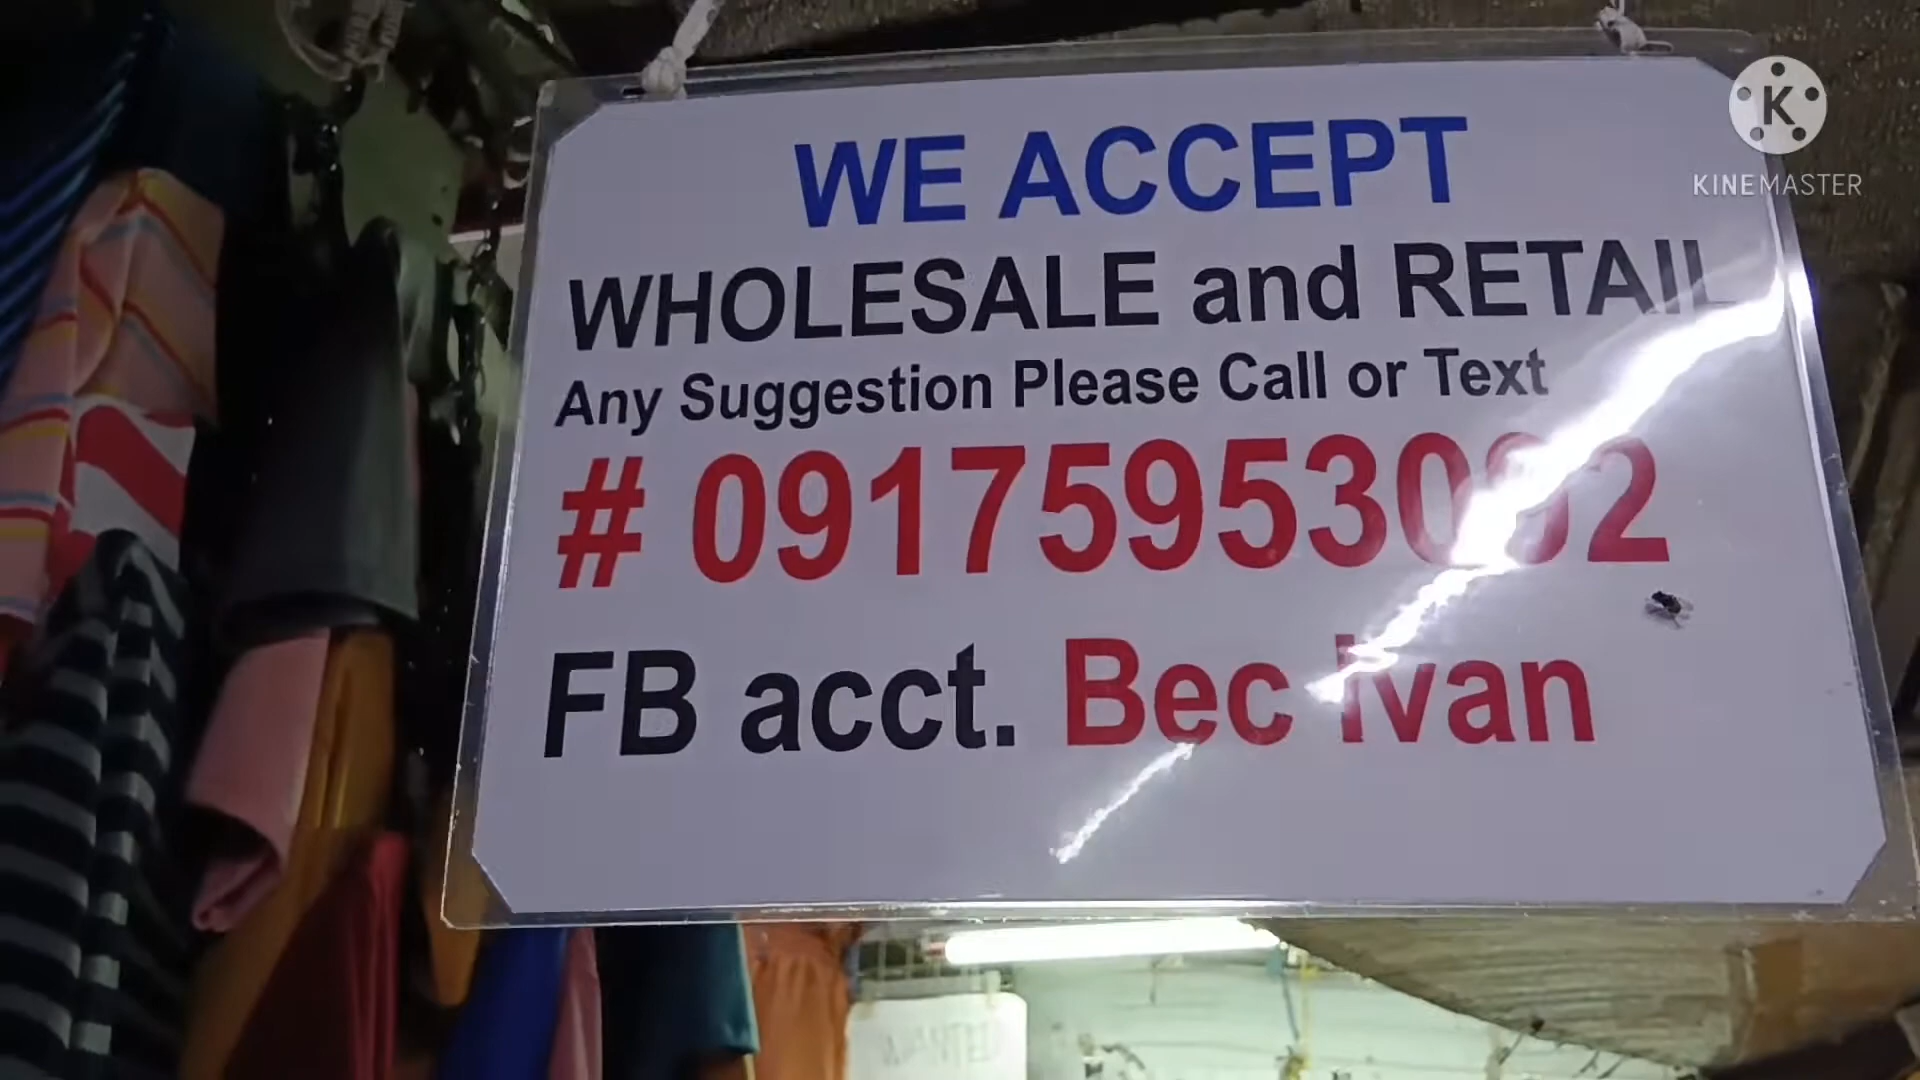 WE ACCEPT
WHOLESALE and RETAIL
Any Suggestion Please Call or Text
#
FB acct. Bec Ivan
KINEMASTER